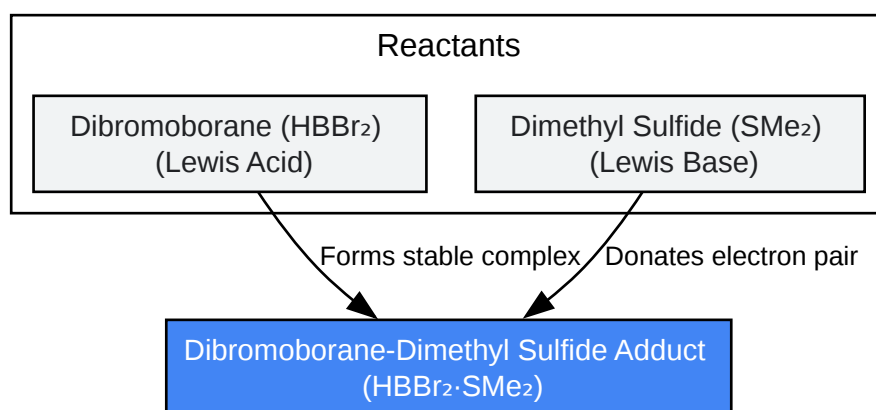 Reactants
Dibromoborane (HBBr₂)
(Lewis Acid)
Dimethyl Sulfide (SMe₂)
(Lewis Base)
Forms stable complex
Donates electron pair
Dibromoborane-Dimethyl Sulfide Adduct
(HBBr₂·SMe₂)